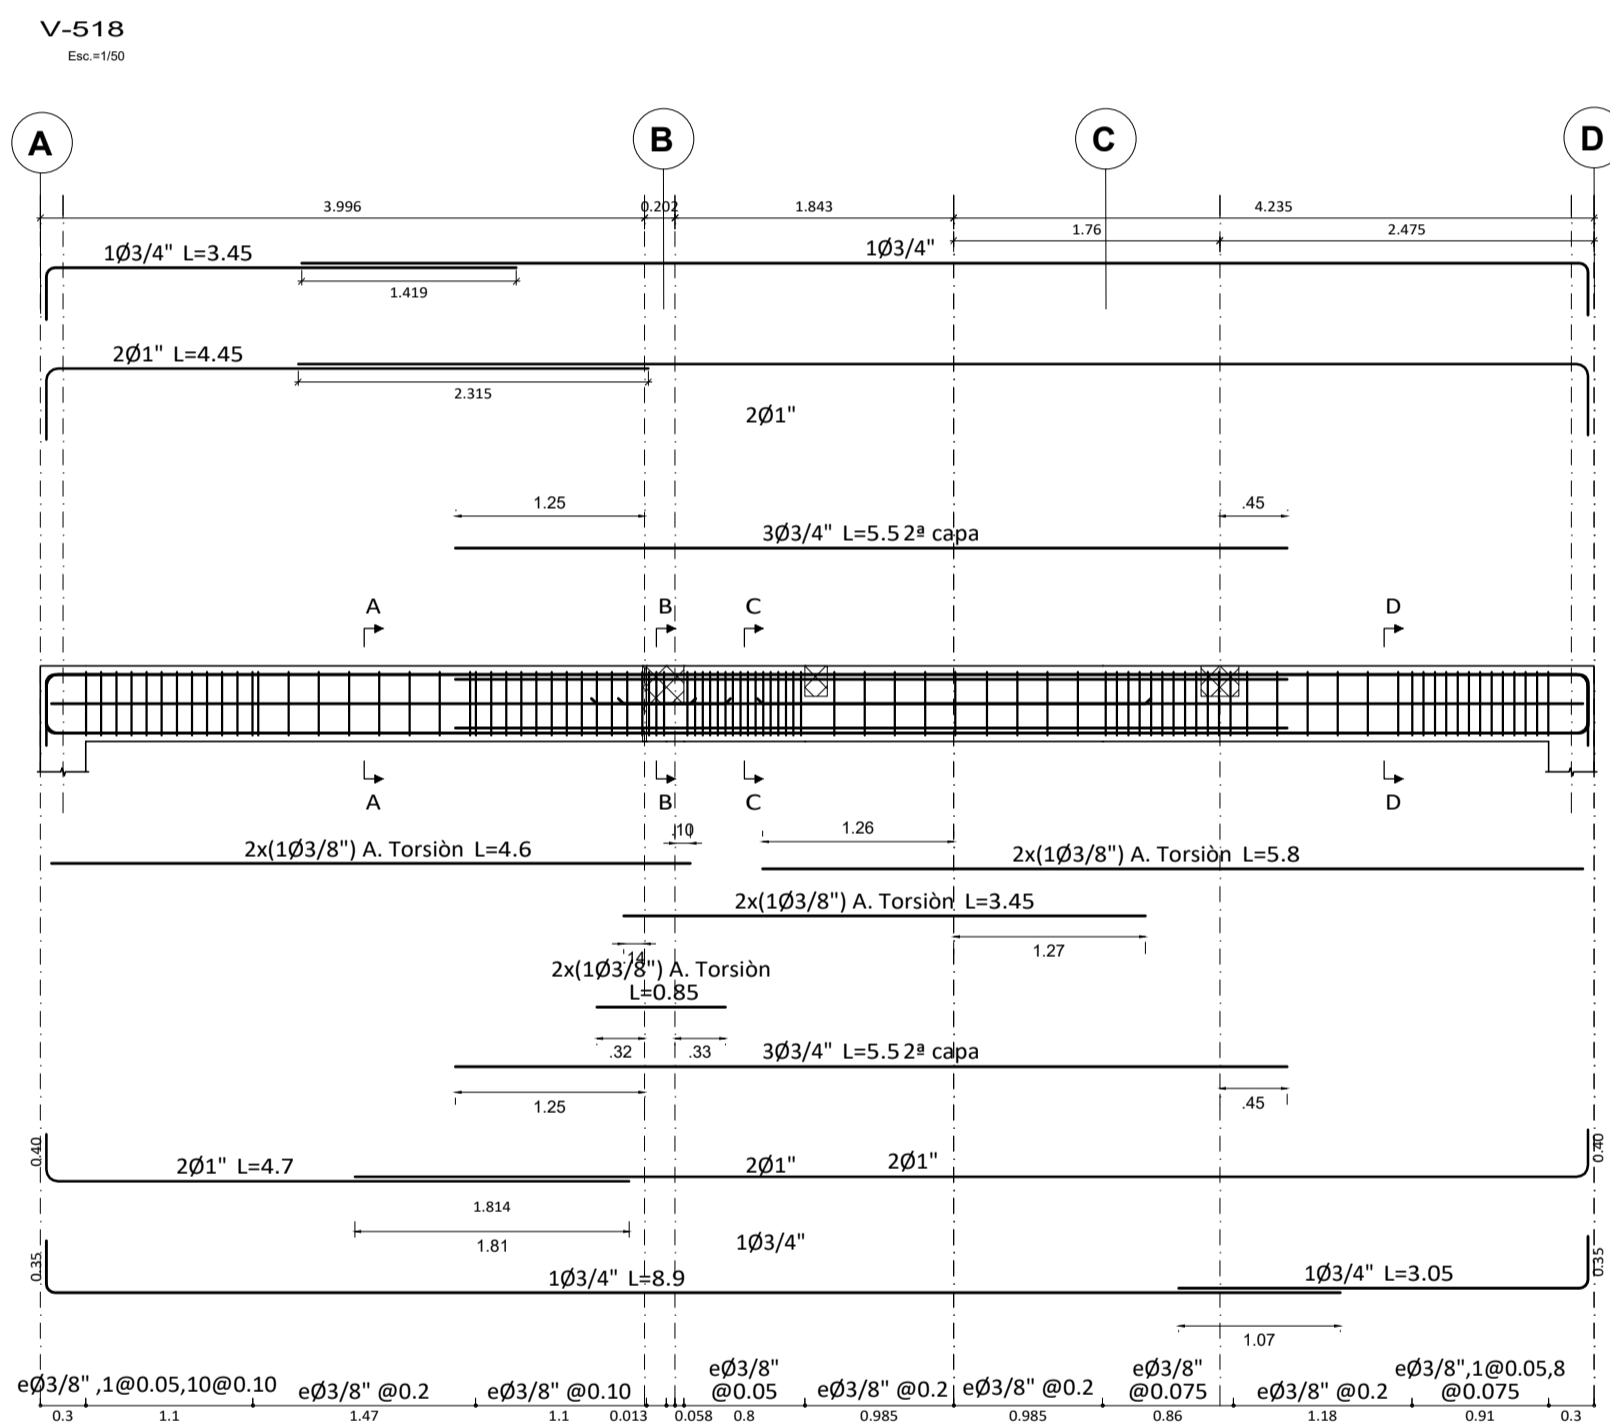 V-518
Esc.=1/50
A B C D
3.996 0.202 1.843 4.235
1.76 2.475
1Ø3/4" L=3.45 1Ø3/4"
1.419
2Ø1" L=4.45
2.315
2Ø1"
1.25 .45
3Ø3/4" L=5.5 2ª capa
A B C D
A B C D
.10 1.26
2x(1Ø3/8") A. Torsiòn L=4.6 2x(1Ø3/8") A. Torsiòn L=5.8
2x(1Ø3/8") A. Torsiòn L=3.45
.14 1.27
2x(1Ø3/8") A. Torsiòn
L=0.85
.32 .33
3Ø3/4" L=5.5 2ª capa
1.25 .45
0.40 2Ø1" L=4.7 2Ø1" 2Ø1" 0.40
1.814
1.81
1Ø3/4"
0.35 1Ø3/4" L=8.9 1Ø3/4" L=3.05 0.35
1.07
eØ3/8" ,1@0.05,10@0.10 eØ3/8" @0.2 eØ3/8" @0.10 eØ3/8" @0.05 eØ3/8" @0.2 eØ3/8" @0.2 eØ3/8" @0.075 eØ3/8" @0.2 eØ3/8",1@0.05,8 @0.075
0.3 1.1 1.47 1.1 0.013 0.058 0.8 0.985 0.985 0.86 1.18 0.91 0.3